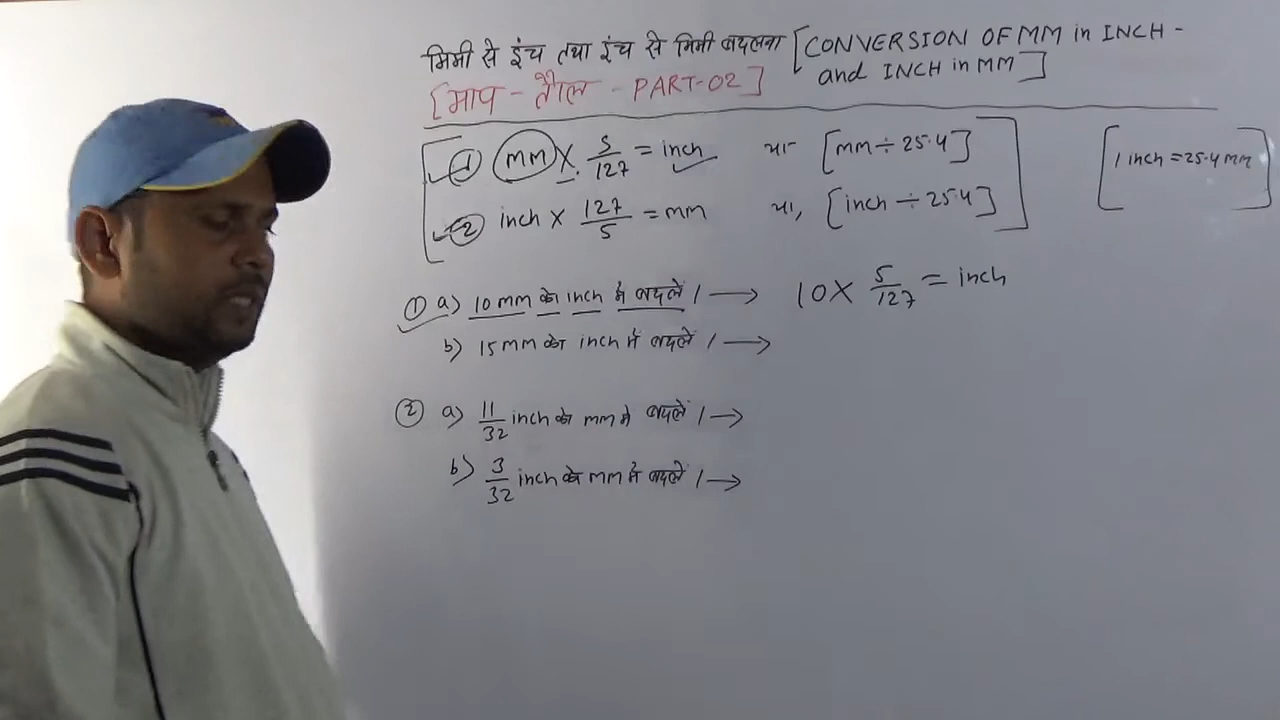 मिमी से इंच तथा इंच से मिमी बदलना [CONVERSION OF MM in INCH -
and INCH in MM]
[माप - तौल - PART-02]
① mm × 5/127 = inch या [mm ÷ 25.4]
② inch × 127/5 = mm या, [inch ÷ 25.4]
[1 inch = 25.4 mm]
① a) 10 mm को inch में बदलें । → 10 × 5/127 = inch
b) 15 mm को inch में बदलें । →
② a) 11/32 inch को mm में बदलें । →
b) 3/32 inch को mm में बदलें । →